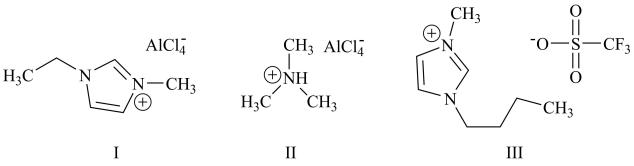 H₃C N N⊕ CH₃ AlCl₄⁻
CH₃ ⊕NH H₃C CH₃ AlCl₄⁻
CH₃ ⊕N N CH₃ ⁻O S O O CF₃
I II III